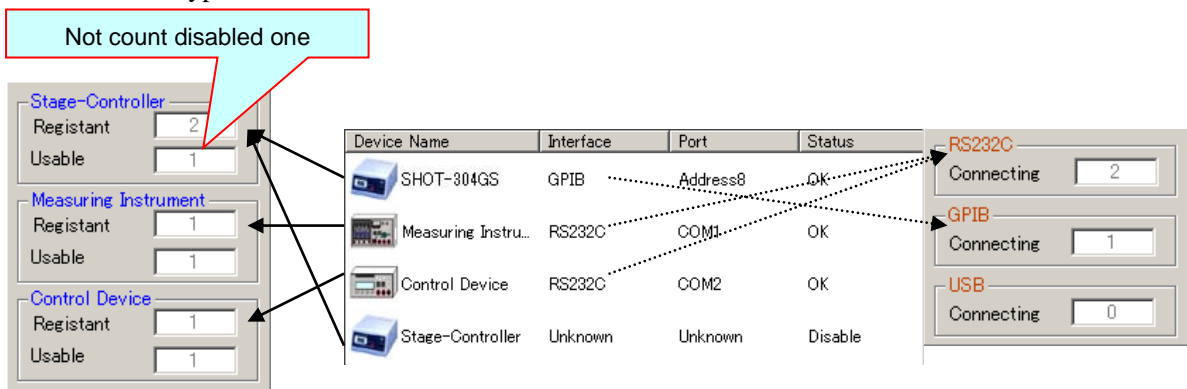 Not count disabled one
Stage-Controller
Registant 2
Usable 1
Measuring Instrument
Registant 1
Usable 1
Control Device
Registant 1
Usable 1
Device Name Interface Port Status
SHOT-304GS GPIB Address8 OK
Measuring Instru... RS232C COM1 OK
Control Device RS232C COM2 OK
Stage-Controller Unknown Unknown Disable
RS232C
Connecting 2
GPIB
Connecting 1
USB
Connecting 0